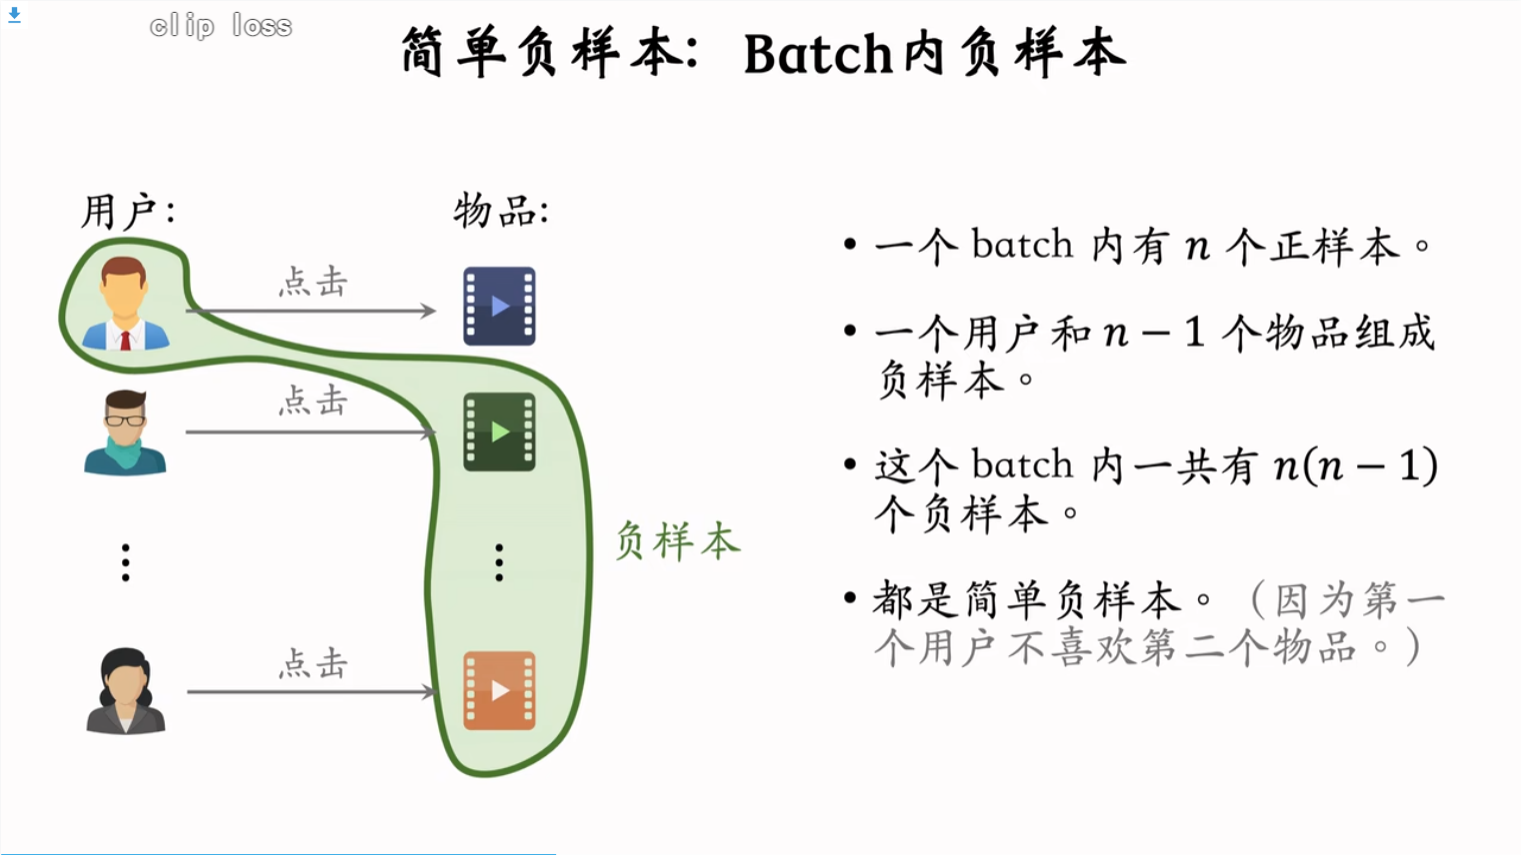 clip loss
简单负样本：Batch内负样本
用户：
物品：
点击
点击
点击
负样本
• 一个 batch 内有 n 个正样本。
• 一个用户和 n − 1 个物品组成
负样本。
• 这个 batch 内一共有 n(n − 1)
个负样本。
• 都是简单负样本。（因为第一
个用户不喜欢第二个物品。）